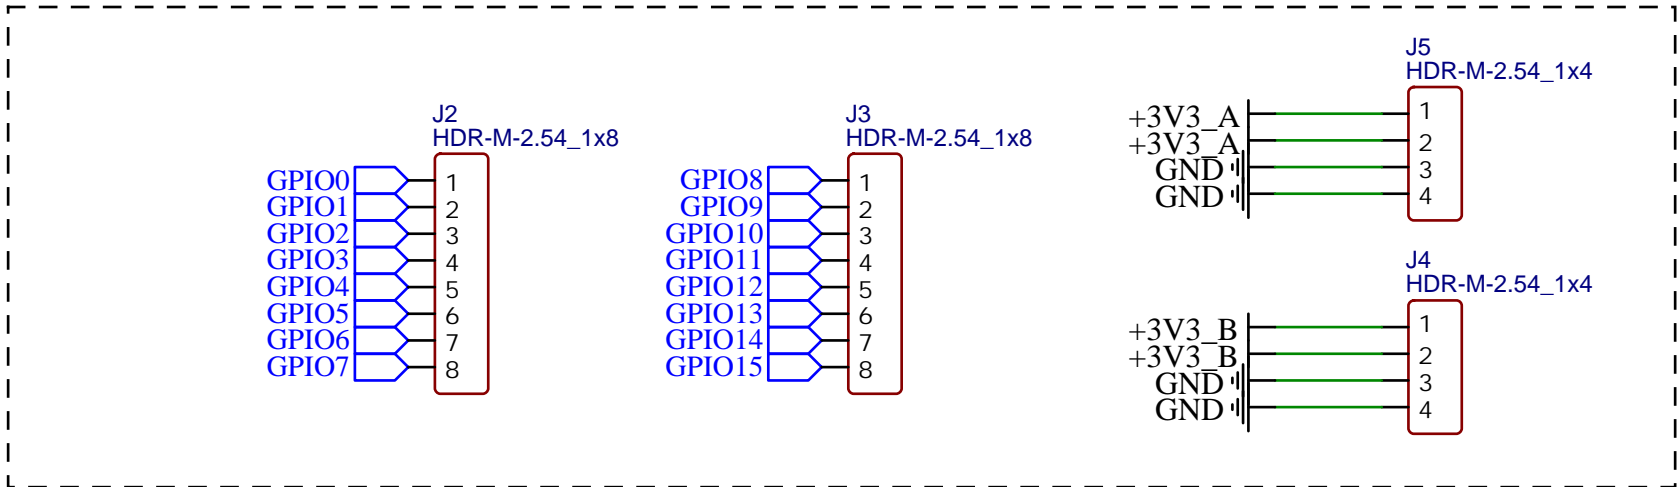 J2
HDR-M-2.54_1x8
GPIO0 1
GPIO1 2
GPIO2 3
GPIO3 4
GPIO4 5
GPIO5 6
GPIO6 7
GPIO7 8
J3
HDR-M-2.54_1x8
GPIO8 1
GPIO9 2
GPIO10 3
GPIO11 4
GPIO12 5
GPIO13 6
GPIO14 7
GPIO15 8
J5
HDR-M-2.54_1x4
+3V3_A 1
+3V3_A 2
GND 3
GND 4
J4
HDR-M-2.54_1x4
+3V3_B 1
+3V3_B 2
GND 3
GND 4